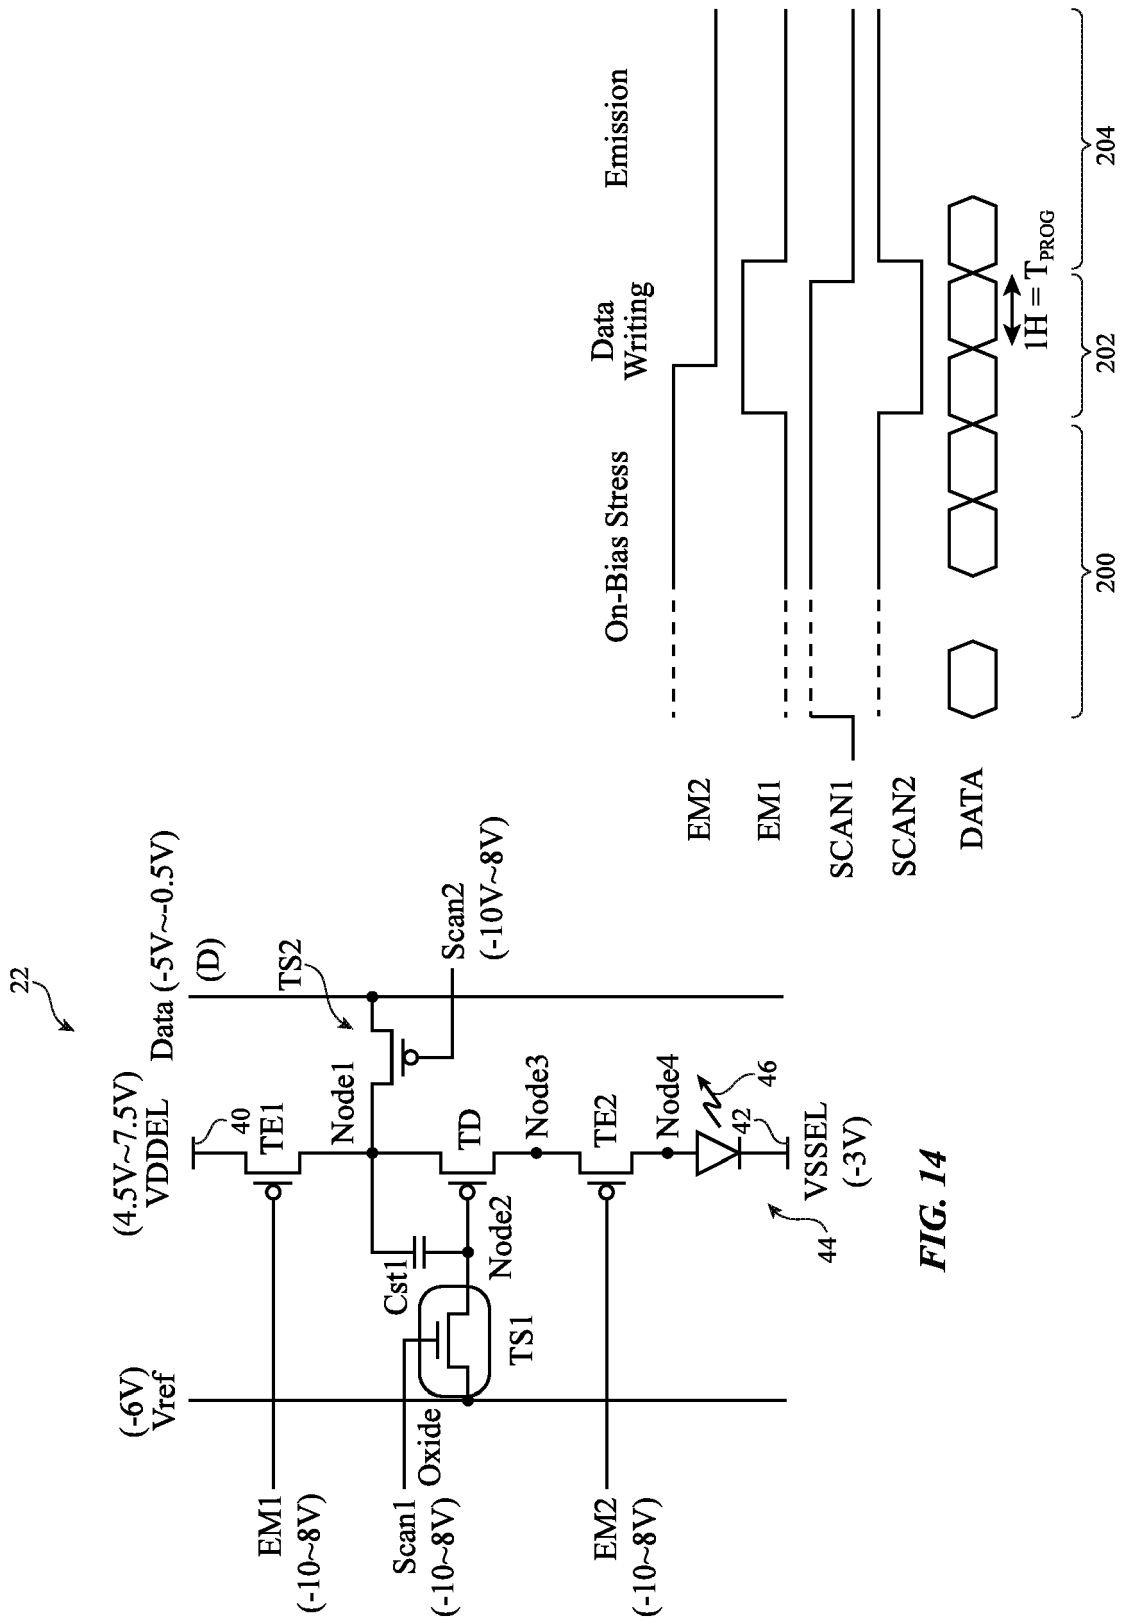 22
(4.5V~7.5V)
VDDEL
Data (-5V~-0.5V)
(D)
(-6V)
Vref
40
TE1
EM1
(-10~8V)
Node1
TS2
Scan2
(-10V~8V)
Cst1
TD
Node2
Node3
Scan1
(-10~8V)
Oxide
TS1
TE2
EM2
(-10~8V)
Node4
46
42
44
VSSEL
(-3V)
FIG. 14
On-Bias Stress
Data
Writing
Emission
EM2
EM1
SCAN1
SCAN2
DATA
1H = TPROG
200
202
204